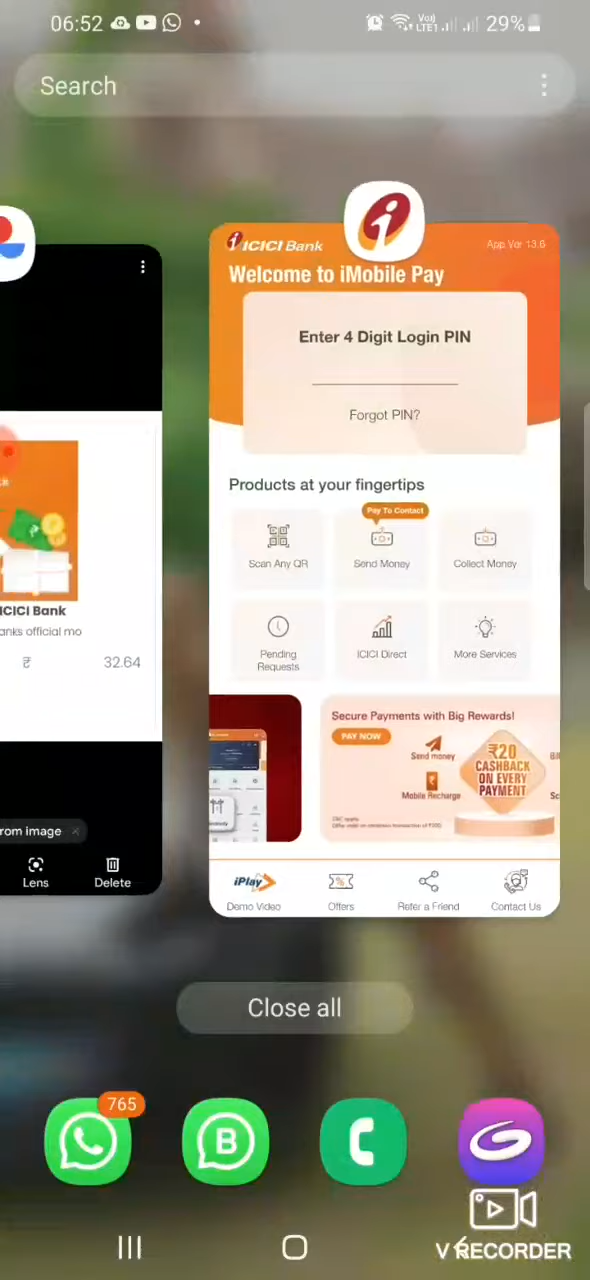 06:52
Vo)) LTE1 29%
Search
ICICI Bank
App Ver 13.6
Welcome to iMobile Pay
Enter 4 Digit Login PIN
Forgot PIN?
Products at your fingertips
Pay To Contact
Scan Any QR
Send Money
Collect Money
Pending Requests
ICICI Direct
More Services
ICICI Bank
anks official mo
₹ 32.64
Secure Payments with Big Rewards!
PAY NOW
Send money
Mobile Recharge
₹20
CASHBACK
ON EVERY
PAYMENT
Bil
Sc
rom image ×
Lens
Delete
iPlay
Demo Video
Offers
Refer a Friend
Contact Us
Close all
765
B
V RECORDER